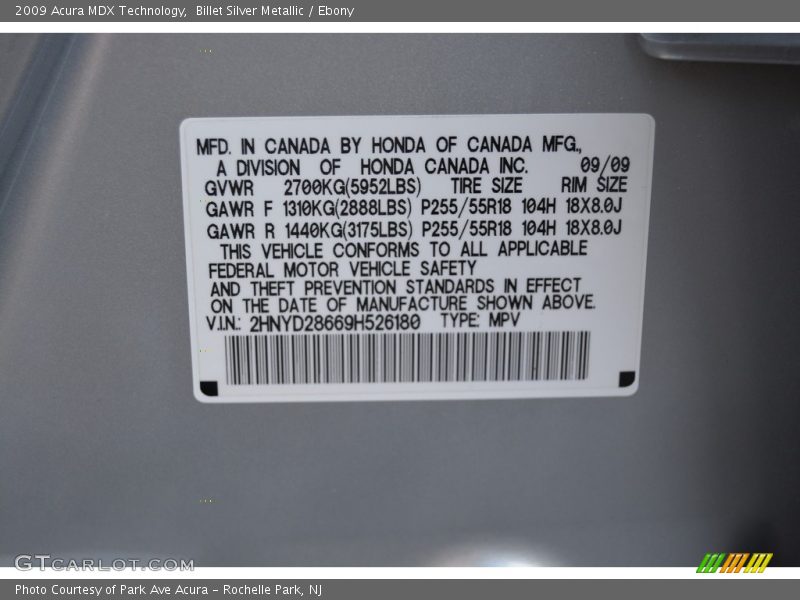 2009 Acura MDX Technology,  Billet Silver Metallic / Ebony
MFD. IN CANADA BY HONDA OF CANADA MFG.,
A DIVISION OF HONDA CANADA INC. 09/09
GVWR 2700KG(5952LBS) TIRE SIZE RIM SIZE
GAWR F 1310KG(2888LBS) P255/55R18 104H 18X8.0J
GAWR R 1440KG(3175LBS) P255/55R18 104H 18X8.0J
THIS VEHICLE CONFORMS TO ALL APPLICABLE
FEDERAL MOTOR VEHICLE SAFETY
AND THEFT PREVENTION STANDARDS IN EFFECT
ON THE DATE OF MANUFACTURE SHOWN ABOVE.
V.I.N.: 2HNYD28669H526180 TYPE: MPV
GTCARLOT.COM
Photo Courtesy of Park Ave Acura - Rochelle Park, NJ